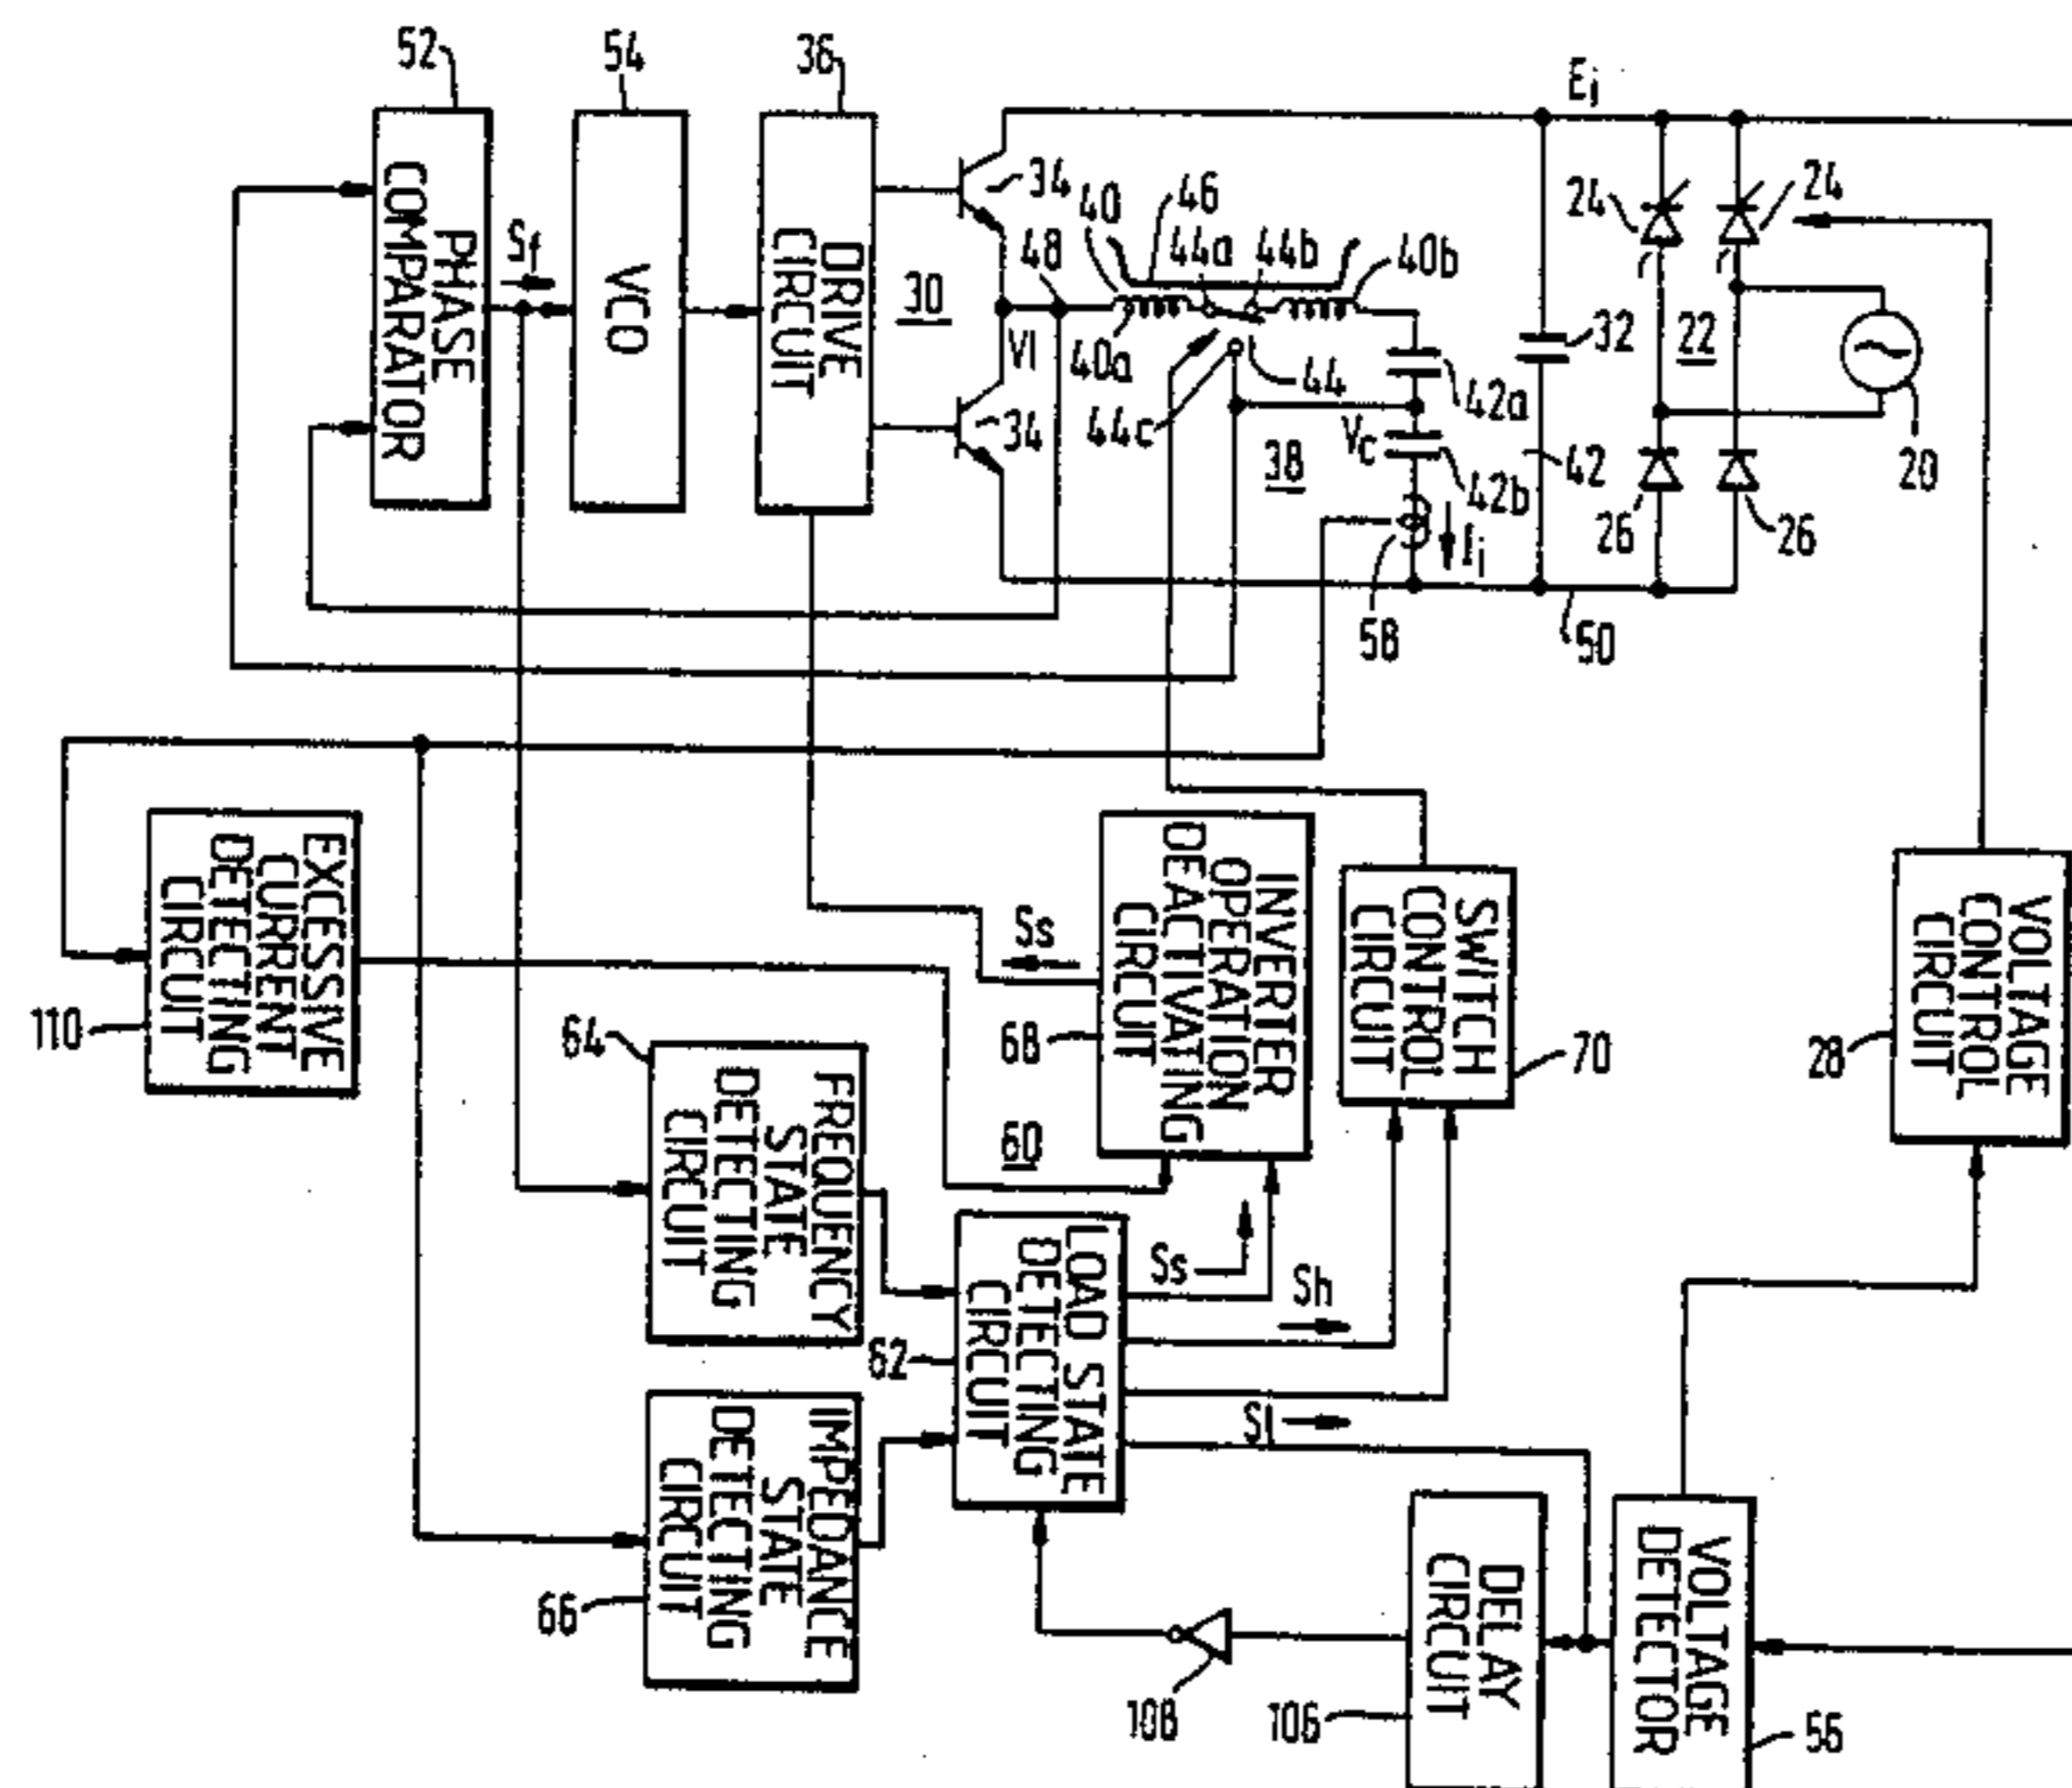 52
54
36
Ei
PHASE
COMPARATOR
Sf
VCO
DRIVE
CIRCUIT
30
34
40
46
48
44a
44b
40b
24
24
VI
40a
44
44c
42a
32
22
34
38
Vc
42b
42
20
26
26
58
Ii
50
EXCESSIVE
CURRENT
DETECTING
CIRCUIT
110
INVERTER
OPERATION
DEACTIVATING
CIRCUIT
Ss
68
SWITCH
CONTROL
CIRCUIT
70
VOLTAGE
CONTROL
CIRCUIT
28
64
FREQUENCY
STATE
DETECTING
CIRCUIT
60
Ss
Sh
62
LOAD STATE
DETECTING
CIRCUIT
Sl
IMPEDANCE
STATE
DETECTING
CIRCUIT
66
108
DELAY
CIRCUIT
106
VOLTAGE
DETECTOR
56